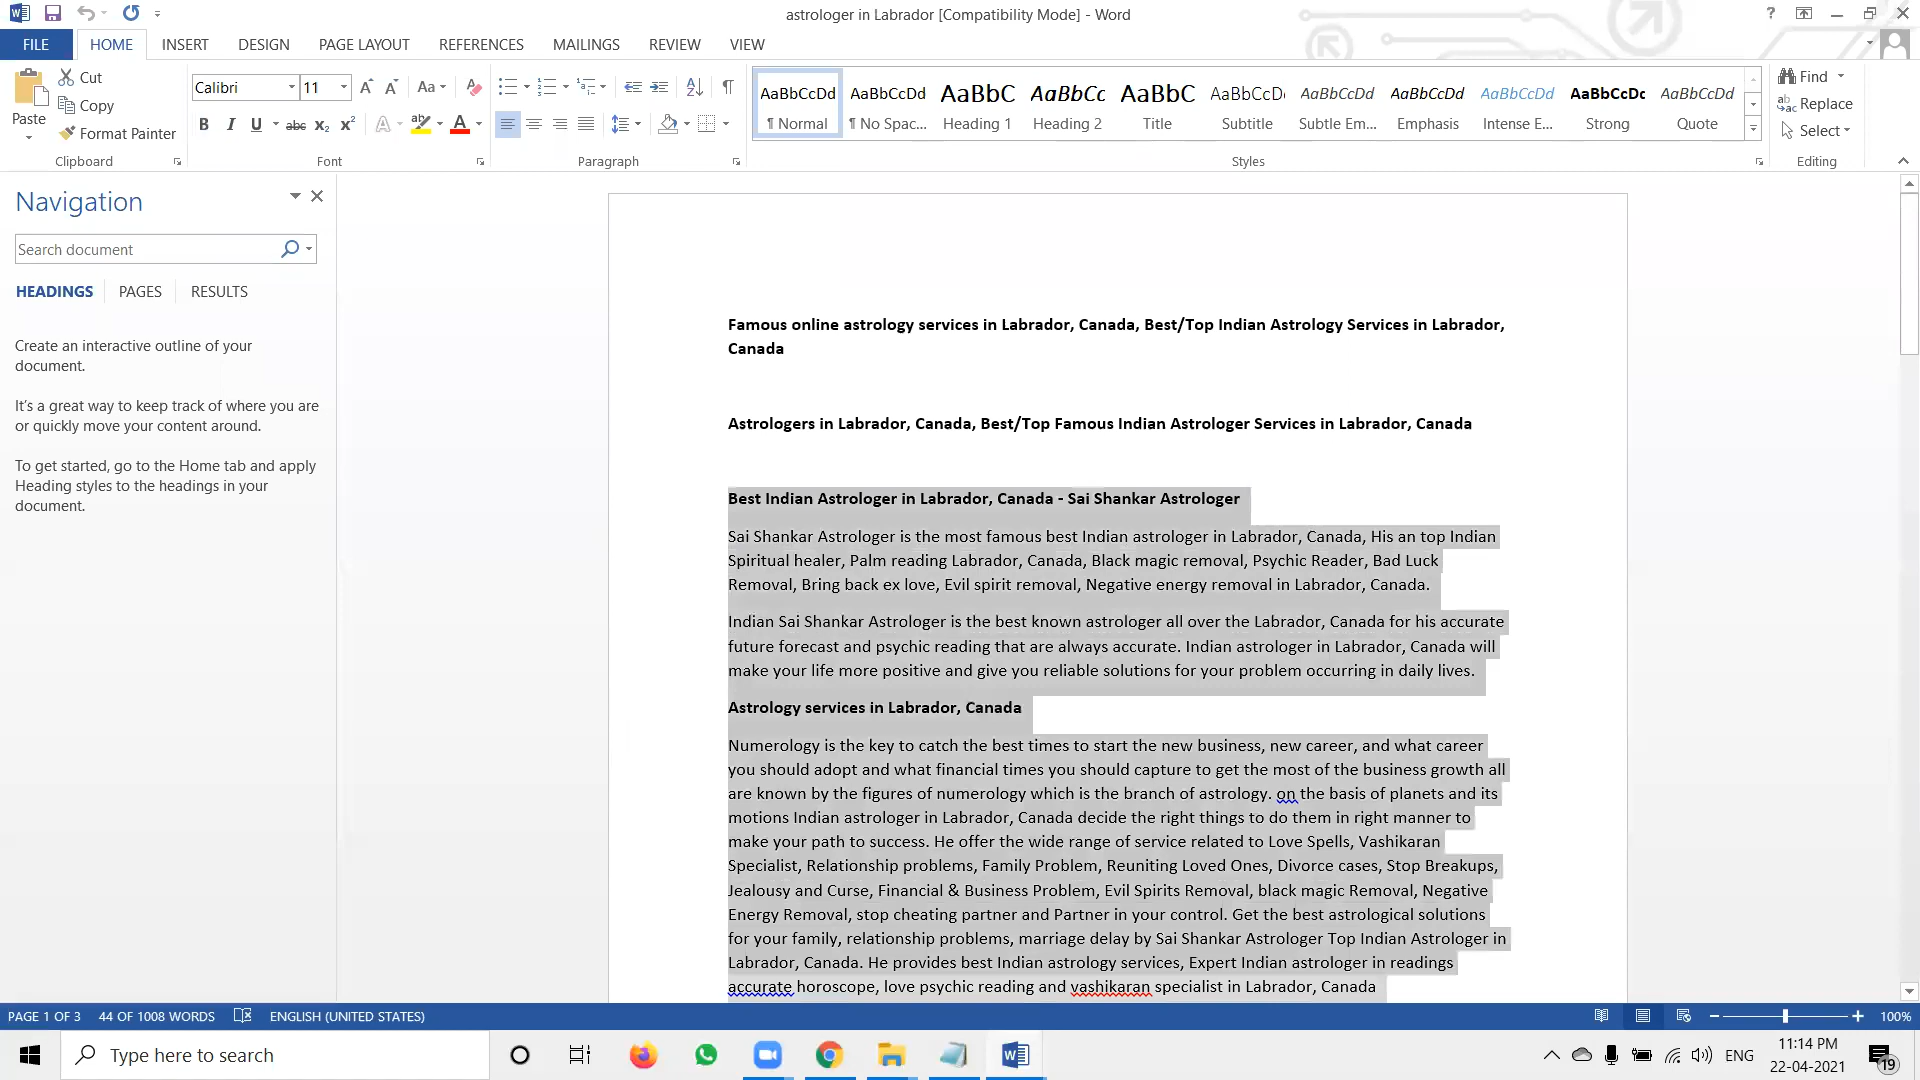 astrologer in Labrador [Compatibility Mode] - Word
FILE HOME INSERT DESIGN PAGE LAYOUT REFERENCES MAILINGS REVIEW VIEW
Paste
Cut
Copy
Format Painter
Clipboard
Calibri 11
Font
Paragraph
AaBbCcDd AaBbCcDd AaBbC AaBbCc AaBbC AaBbCcDd AaBbCcDd AaBbCcDd AaBbCcDd AaBbCcDc AaBbCcDd
¶ Normal ¶ No Spac... Heading 1 Heading 2 Title Subtitle Subtle Em... Emphasis Intense E... Strong Quote
Styles
Find
Replace
Select
Editing
Navigation
Search document
HEADINGS PAGES RESULTS
Create an interactive outline of your
document.
It's a great way to keep track of where you are
or quickly move your content around.
To get started, go to the Home tab and apply
Heading styles to the headings in your
document.
Famous online astrology services in Labrador, Canada, Best/Top Indian Astrology Services in Labrador,
Canada
Astrologers in Labrador, Canada, Best/Top Famous Indian Astrologer Services in Labrador, Canada
Best Indian Astrologer in Labrador, Canada - Sai Shankar Astrologer
Sai Shankar Astrologer is the most famous best Indian astrologer in Labrador, Canada, His an top Indian
Spiritual healer, Palm reading Labrador, Canada, Black magic removal, Psychic Reader, Bad Luck
Removal, Bring back ex love, Evil spirit removal, Negative energy removal in Labrador, Canada.
Indian Sai Shankar Astrologer is the best known astrologer all over the Labrador, Canada for his accurate
future forecast and psychic reading that are always accurate. Indian astrologer in Labrador, Canada will
make your life more positive and give you reliable solutions for your problem occurring in daily lives.
Astrology services in Labrador, Canada
Numerology is the key to catch the best times to start the new business, new career, and what career
you should adopt and what financial times you should capture to get the most of the business growth all
are known by the figures of numerology which is the branch of astrology. on the basis of planets and its
motions Indian astrologer in Labrador, Canada decide the right things to do them in right manner to
make your path to success. He offer the wide range of service related to Love Spells, Vashikaran
Specialist, Relationship problems, Family Problem, Reuniting Loved Ones, Divorce cases, Stop Breakups,
Jealousy and Curse, Financial & Business Problem, Evil Spirits Removal, black magic Removal, Negative
Energy Removal, stop cheating partner and Partner in your control. Get the best astrological solutions
for your family, relationship problems, marriage delay by Sai Shankar Astrologer Top Indian Astrologer in
Labrador, Canada. He provides best Indian astrology services, Expert Indian astrologer in readings
accurate horoscope, love psychic reading and vashikaran specialist in Labrador, Canada
PAGE 1 OF 3 44 OF 1008 WORDS ENGLISH (UNITED STATES) 100%
Type here to search
ENG
11:14 PM
22-04-2021
19